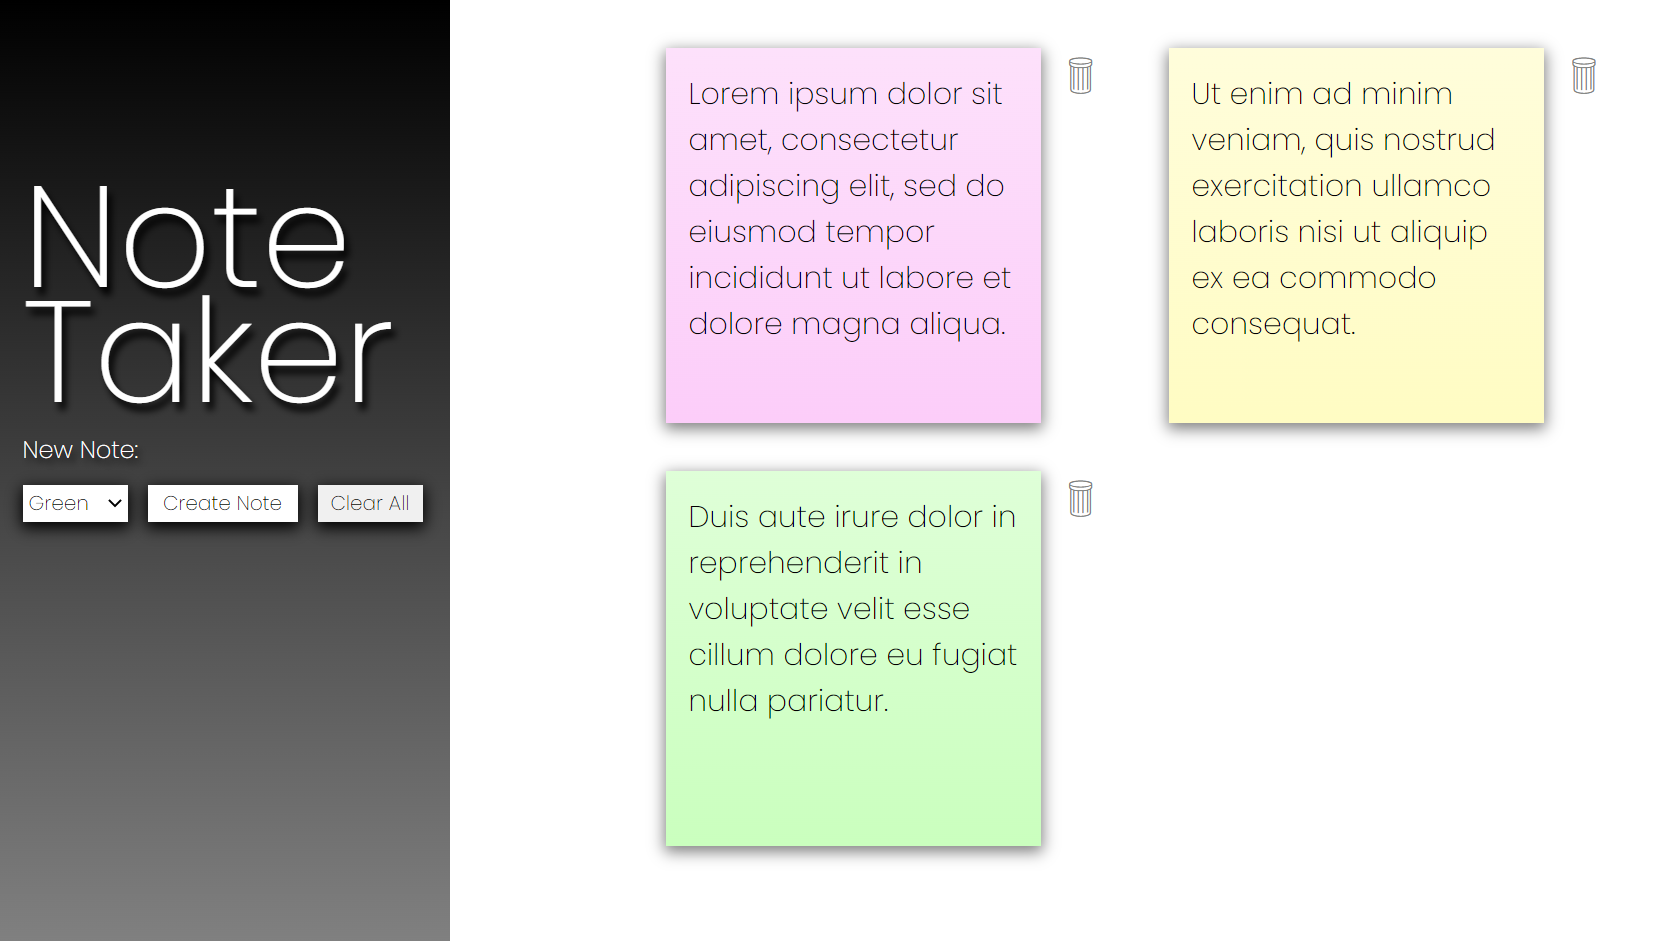 Note
Taker
New Note:
Green
Create Note
Clear All
Lorem ipsum dolor sit
amet, consectetur
adipiscing elit, sed do
eiusmod tempor
incididunt ut labore et
dolore magna aliqua.
Ut enim ad minim
veniam, quis nostrud
exercitation ullamco
laboris nisi ut aliquip
ex ea commodo
consequat.
Duis aute irure dolor in
reprehenderit in
voluptate velit esse
cillum dolore eu fugiat
nulla pariatur.